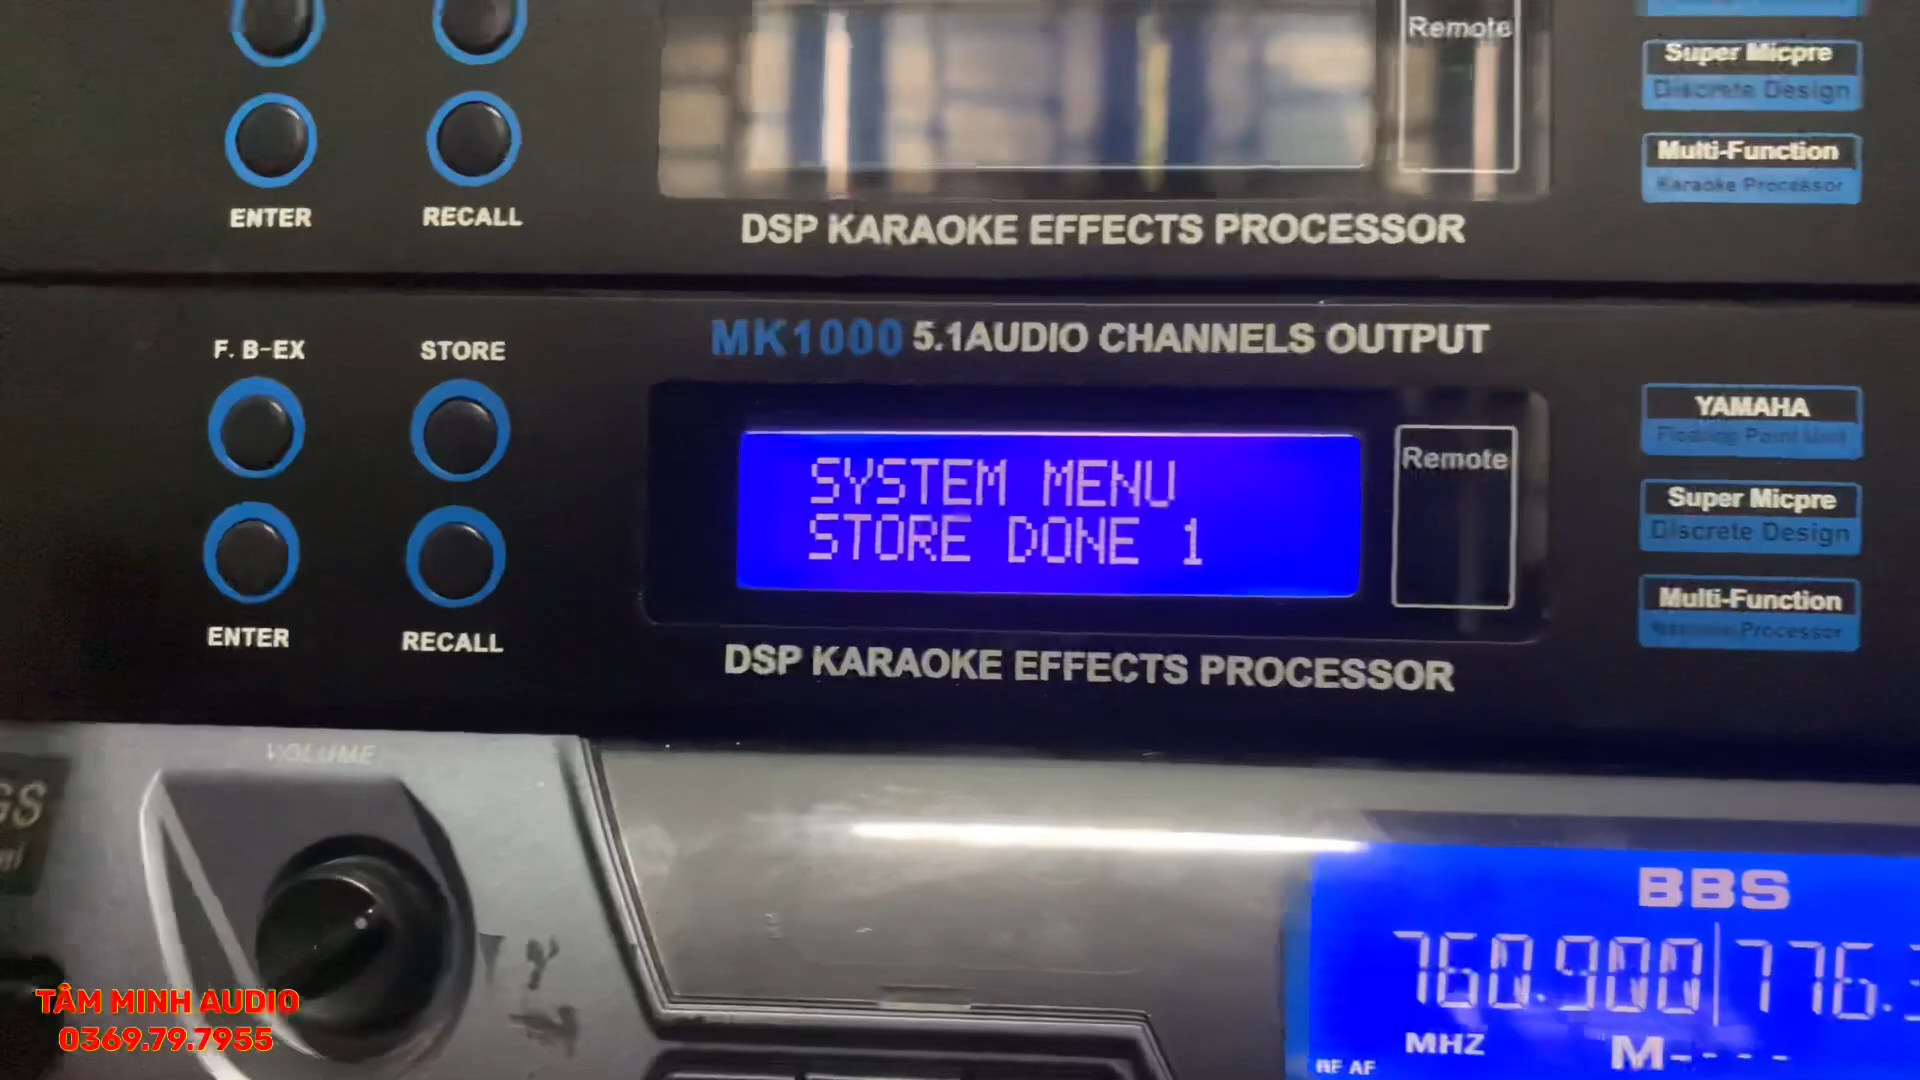 Remote
Super Micpre
Discrete Design
Multi-Function
Karaoke Processor
ENTER
RECALL
DSP KARAOKE EFFECTS PROCESSOR
MK1000 5.1AUDIO CHANNELS OUTPUT
F. B-EX
STORE
YAMAHA
Floating Point Unit
SYSTEM MENU
STORE DONE 1
Remote
Super Micpre
Discrete Design
Multi-Function
Processor
ENTER
RECALL
DSP KARAOKE EFFECTS PROCESSOR
VOLUME
GS
BBS
760.900 776.
MHZ
M----
RF AF
TÂM MINH AUDIO
0369.79.7955